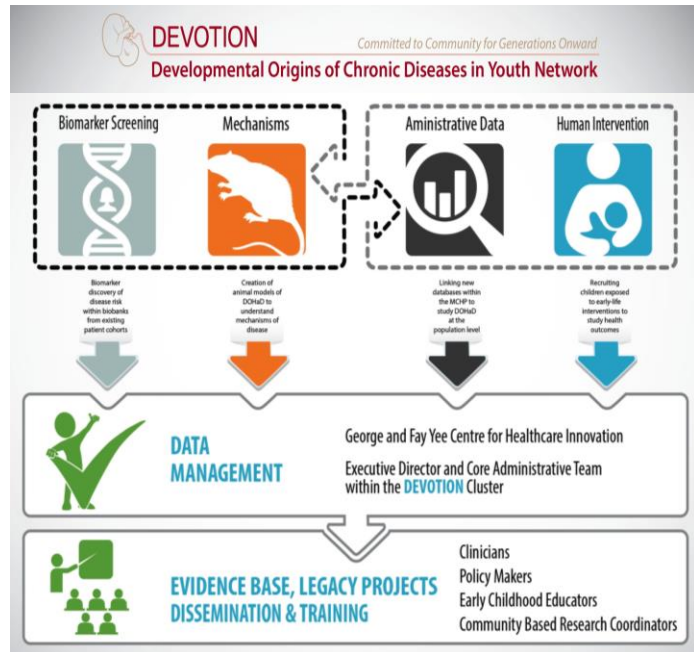 DEVOTION
Committed to Community for Generations Onward
Developmental Origins of Chronic Diseases in Youth Network
Biomarker Screening
Mechanisms
Aministrative Data
Human Intervention
Biomarker
discovery of
disease risk
within biobanks
from existing
patient cohorts
Creation of
animal models of
DOHaD to
understand
mechanisms of
disease
Linking new
databases within
the MCHP to
study DOHaD
at the
population level
Recruiting
children exposed
to early-life
interventions to
study health
outcomes
DATA
MANAGEMENT
George and Fay Yee Centre for Healthcare Innovation
Executive Director and Core Administrative Team
within the DEVOTION Cluster
EVIDENCE BASE, LEGACY PROJECTS
DISSEMINATION & TRAINING
Clinicians
Policy Makers
Early Childhood Educators
Community Based Research Coordinators